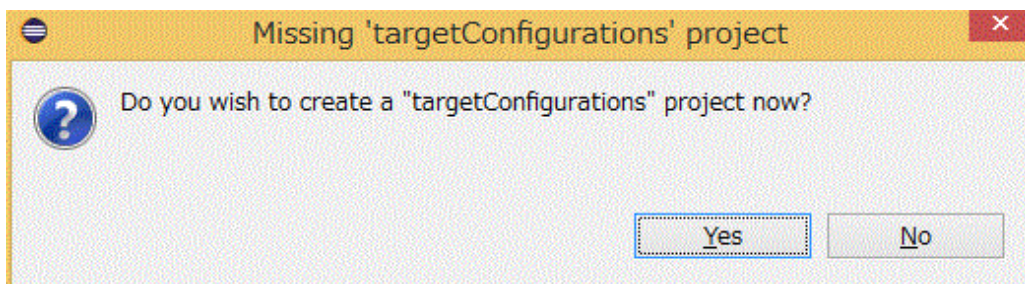 Missing 'targetConfigurations' project
Do you wish to create a "targetConfigurations" project now?
Yes
No